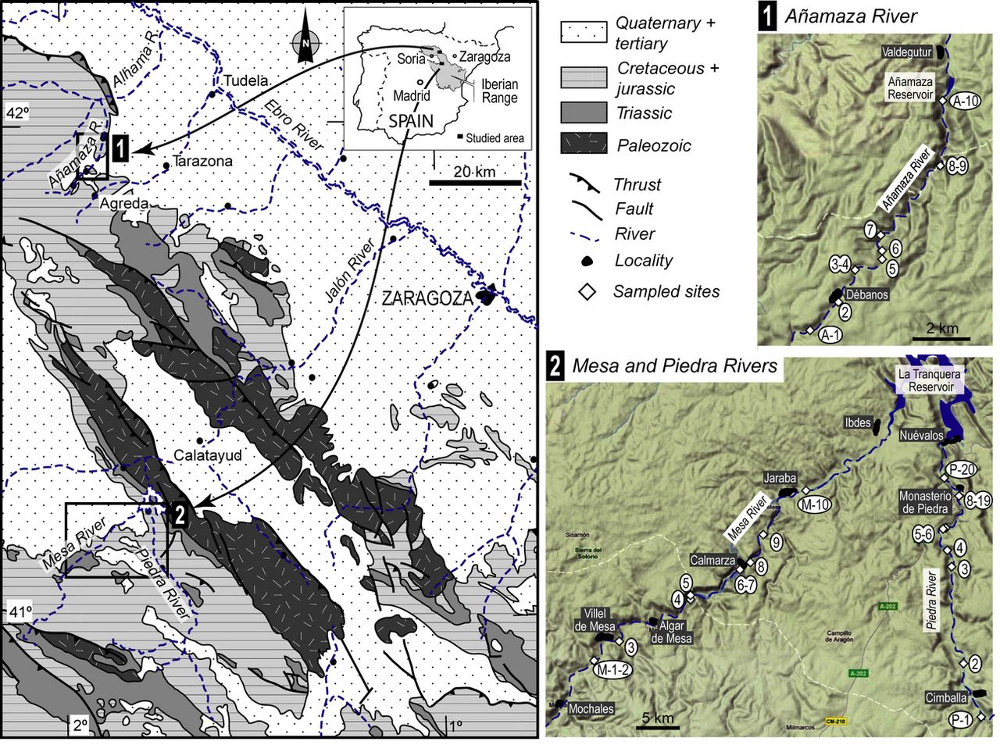 42º
Alhama R.
Añamaza R.
1
Tudela
Ebro River
Tarazona
Agreda
N
Soria
Zaragoza
Madrid
Iberian
Range
SPAIN
Studied area
20 km
Jalón River
ZARAGOZA
Calatayud
2
Mesa River
Piedra River
41º
2º
1º
Quaternary +
tertiary
Cretaceous +
jurassic
Triassic
Paleozoic
Thrust
Fault
River
Locality
Sampled sites
1 Añamaza River
Valdegutur
Añamaza
Reservoir
A-10
8-9
Añamaza River
7
6
3-4
5
Débanos
2
A-1
2 km
2 Mesa and Piedra Rivers
La Tranquera
Reservoir
Ibdes
Nuévalos
P-20
Jaraba
M-10
Monasterio
de Piedra
8-19
Mesa River
5-6
Sisamón
9
4
Sierra del
Solorio
Calmarza
8
3
6-7
5
4
Piedra River
A-202
Villel
de Mesa
Algar
de Mesa
Campillo
de Aragón
3
2
M-1-2
A-202
Cimballa
Mochales
P-1
5 km
CM-210
Milmarcos